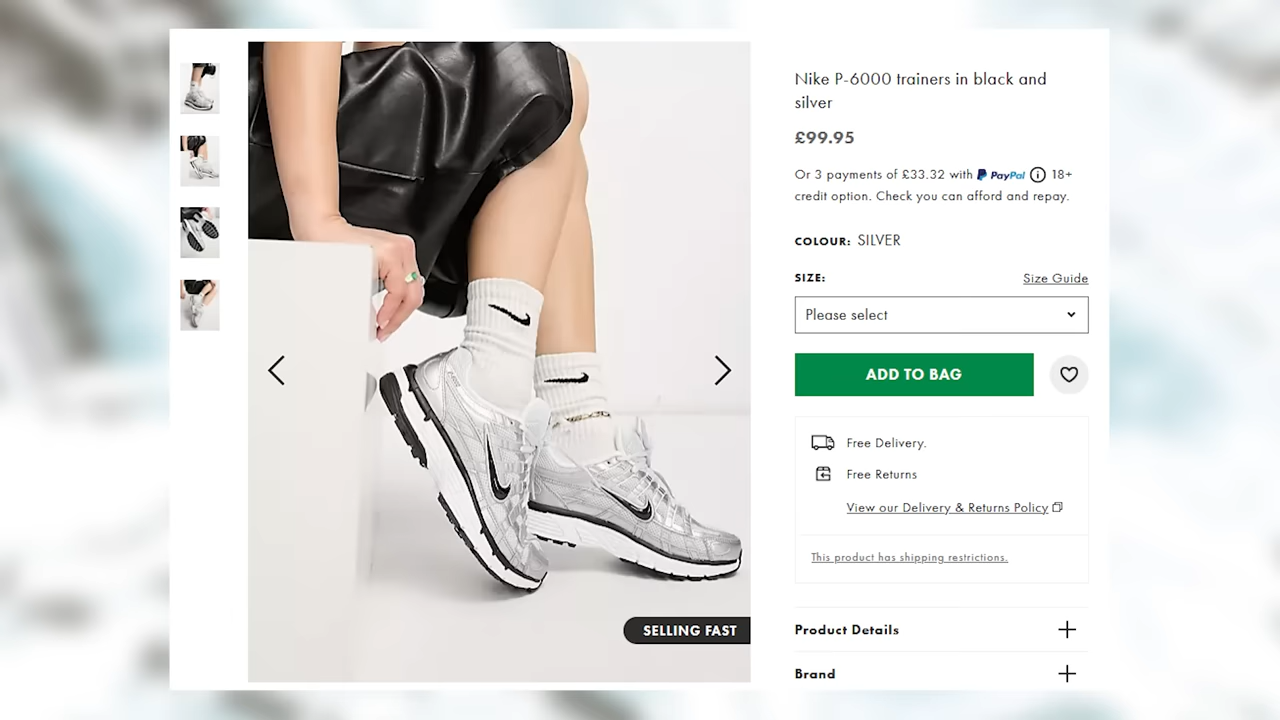 Nike P-6000 trainers in black and
silver
£99.95
Or 3 payments of £33.32 with PayPal 18+
credit option. Check you can afford and repay.
COLOUR: SILVER
SIZE:
Size Guide
Please select
ADD TO BAG
Free Delivery.
Free Returns
View our Delivery & Returns Policy
This product has shipping restrictions.
SELLING FAST
Product Details
Brand